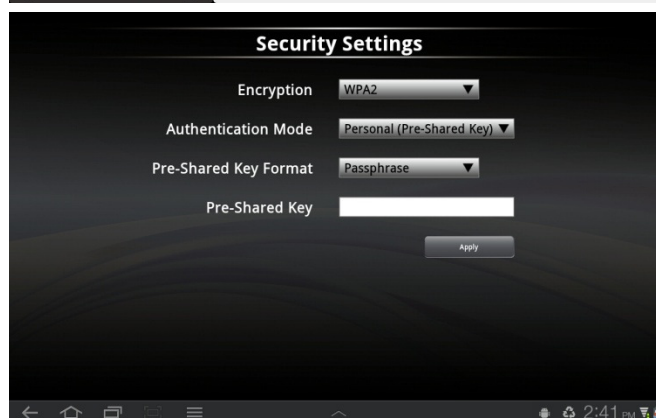 Security Settings
Encryption WPA2
Authentication Mode Personal (Pre-Shared Key)
Pre-Shared Key Format Passphrase
Pre-Shared Key
Apply
2:41 PM